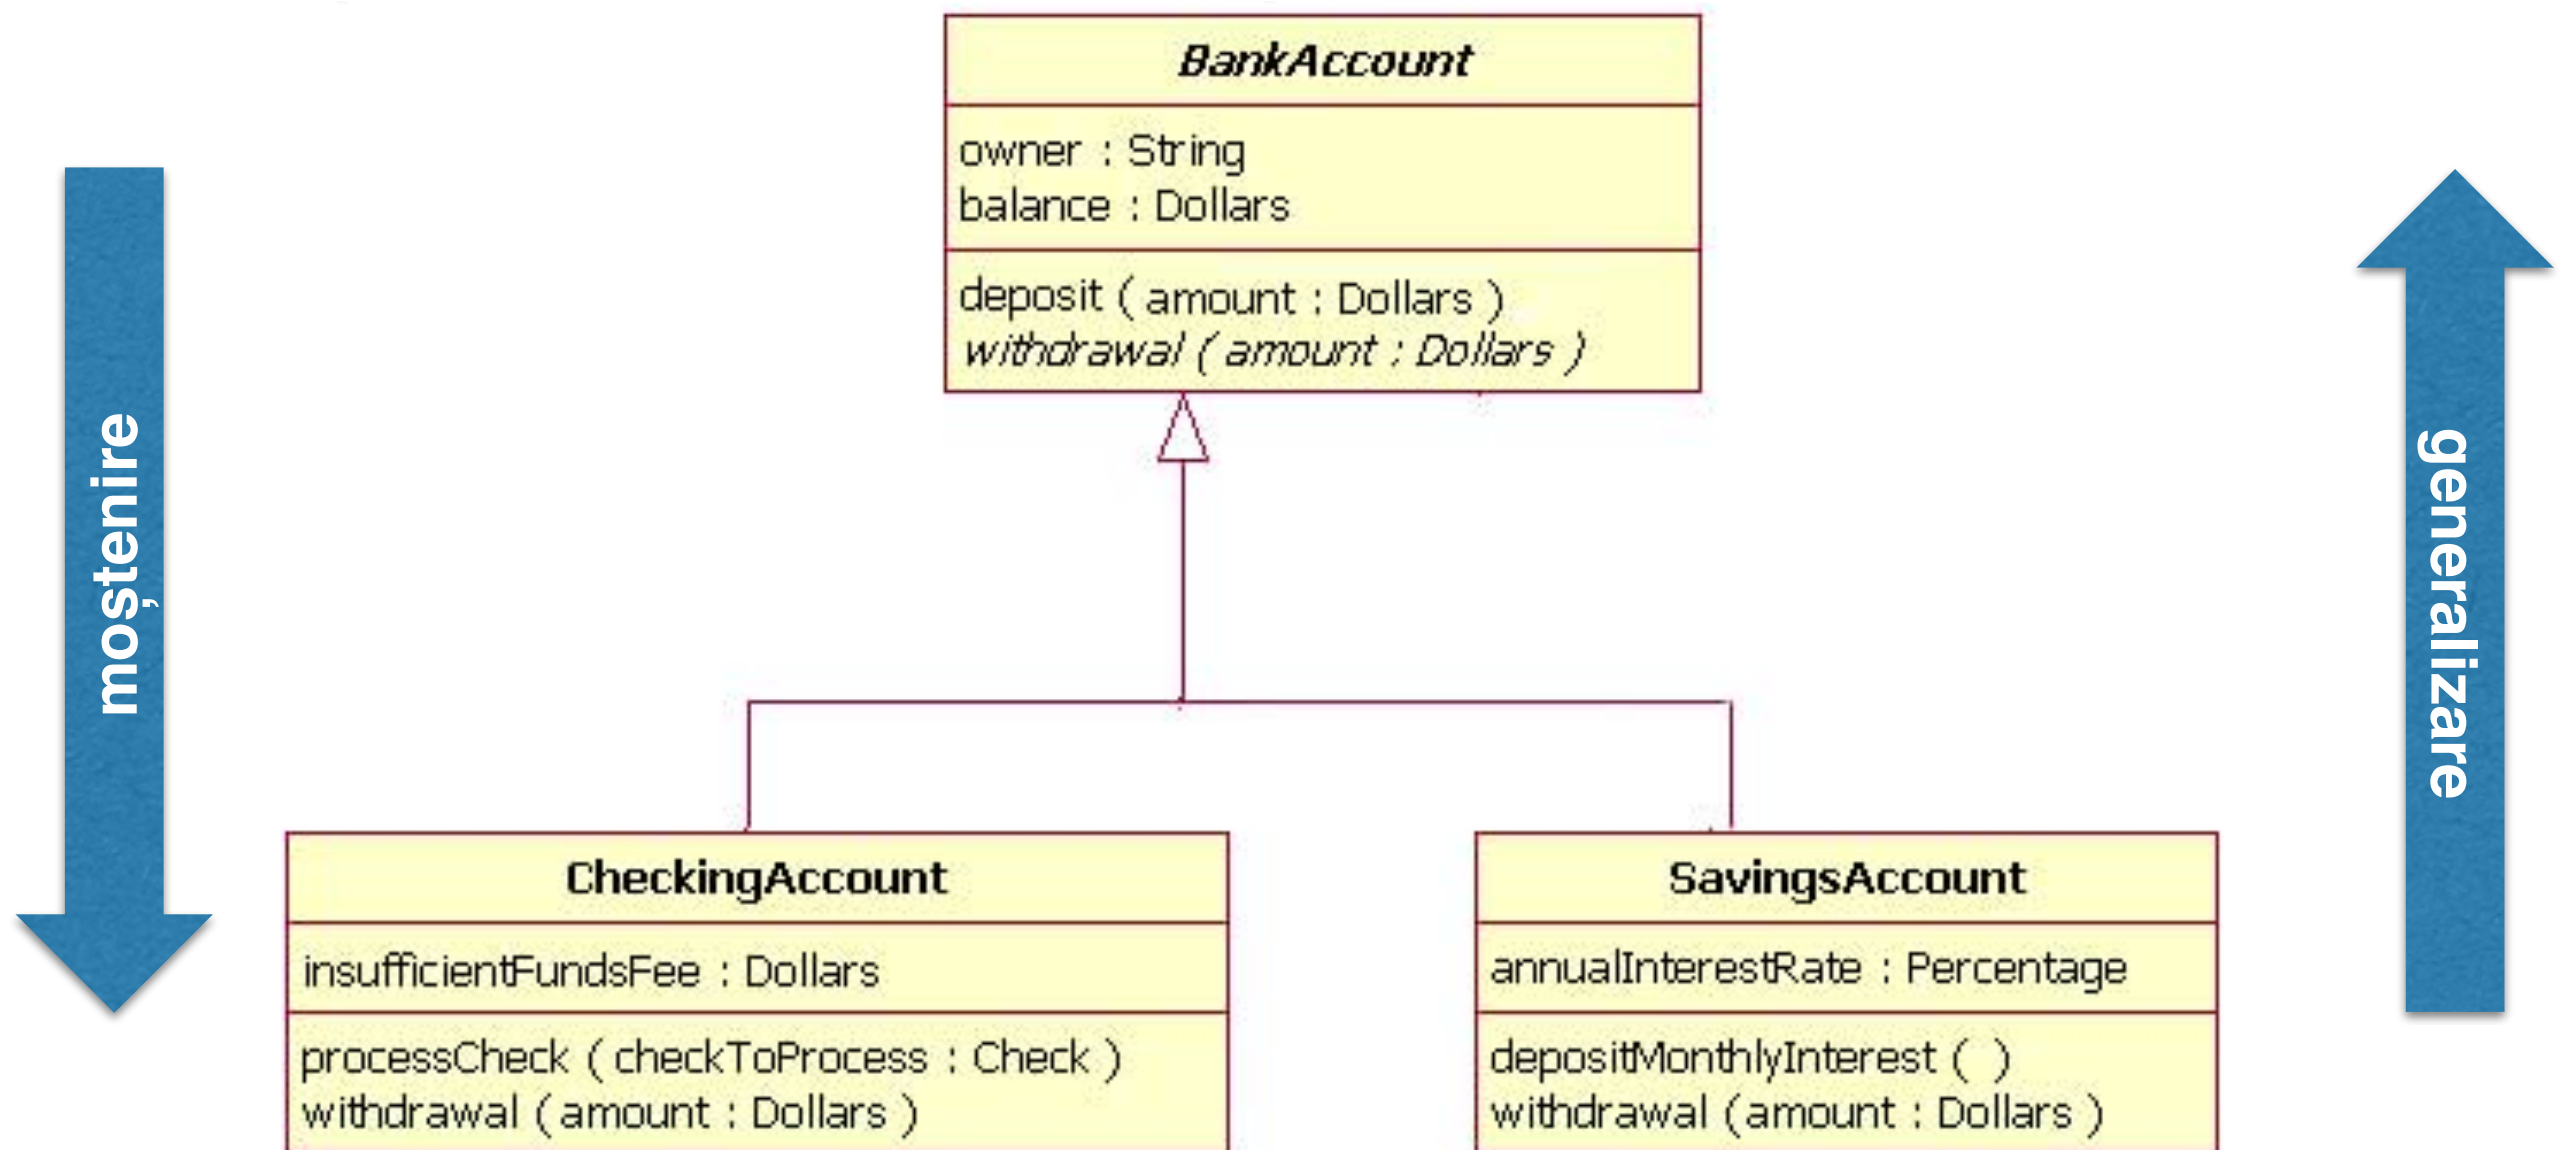 BankAccount
owner : String
balance : Dollars
deposit ( amount : Dollars )
withdrawal ( amount : Dollars )
moștenire
generalizare
CheckingAccount
insufficientFundsFee : Dollars
processCheck ( checkToProcess : Check )
withdrawal ( amount : Dollars )
SavingsAccount
annualInterestRate : Percentage
depositMonthlyInterest ( )
withdrawal ( amount : Dollars )